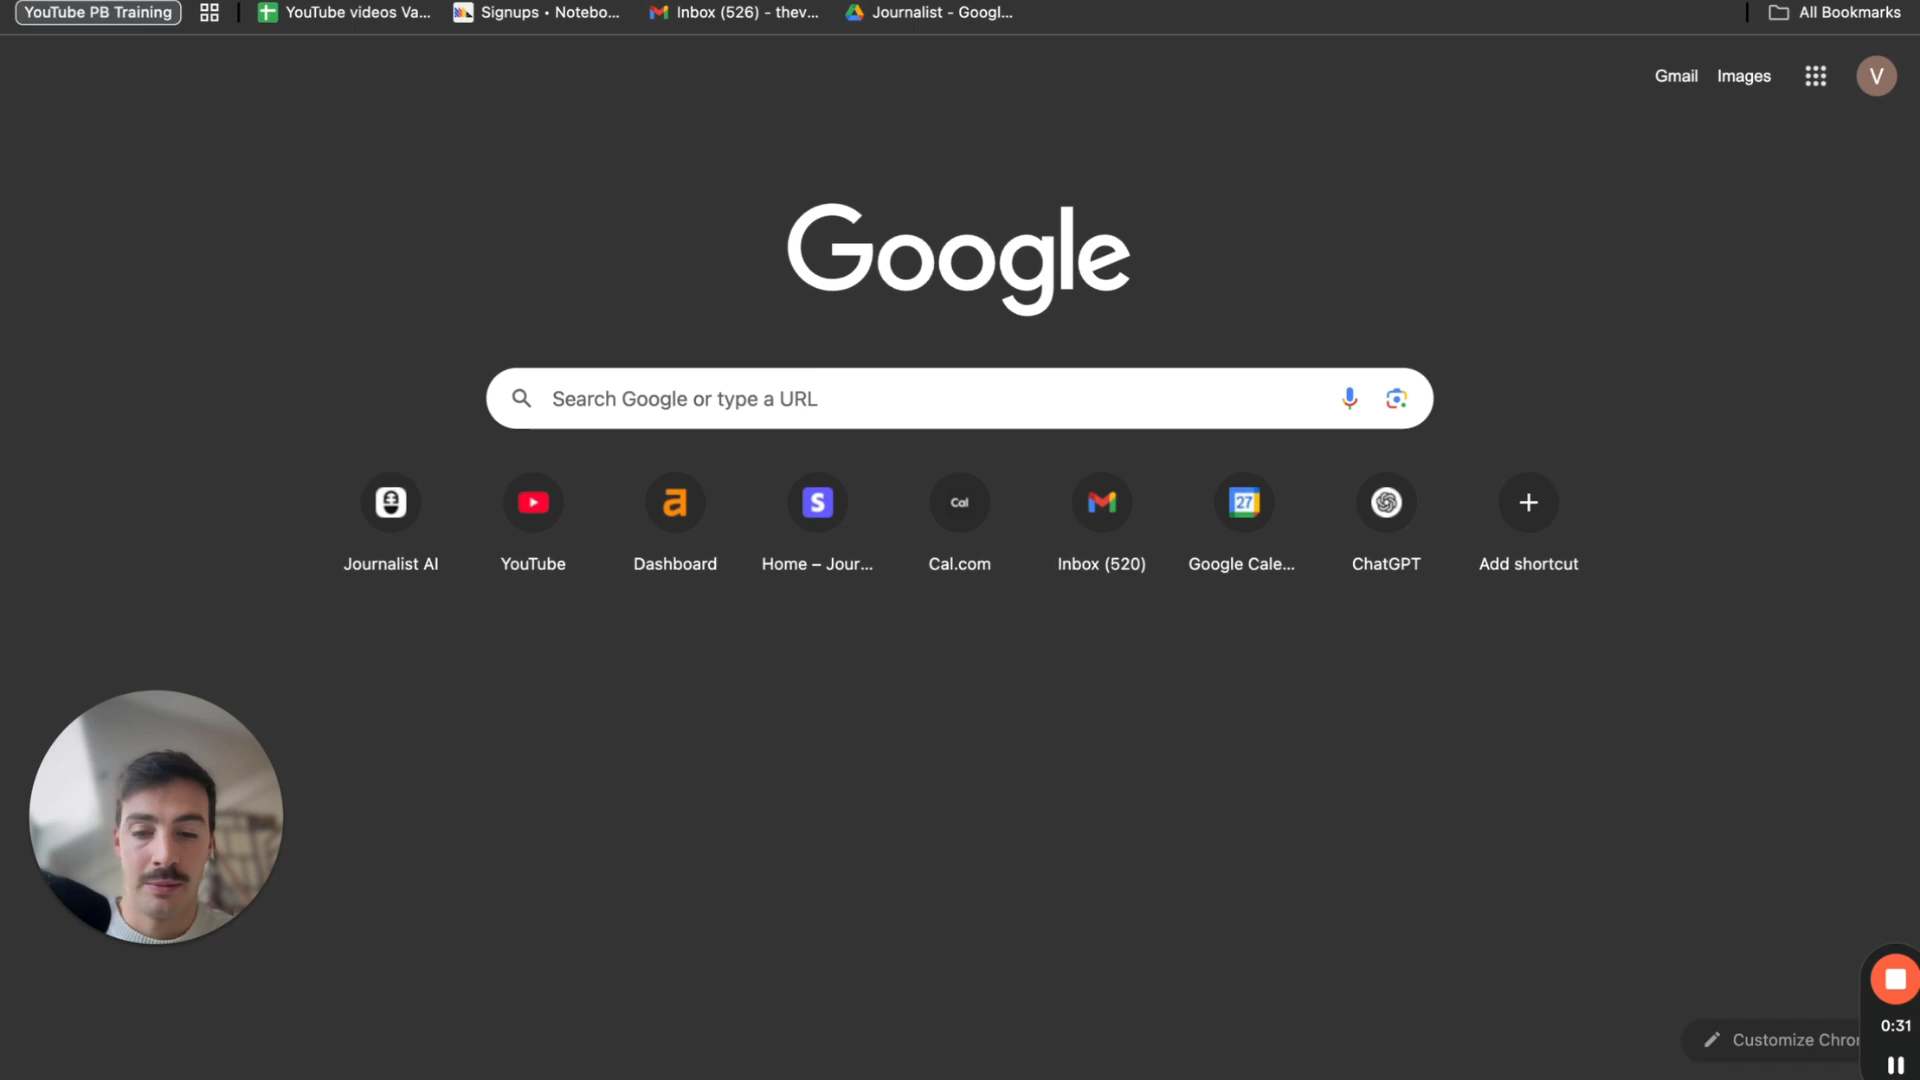 YouTube PB Training
YouTube videos Va...
Signups • Notebo...
Inbox (526) - thev...
Journalist - Googl...
All Bookmarks
Gmail
Images
V
Google
Search Google or type a URL
a
S
Cal
27
Journalist AI
YouTube
Dashboard
Home – Jour...
Cal.com
Inbox (520)
Google Cale...
ChatGPT
Add shortcut
0:31
Customize Chro